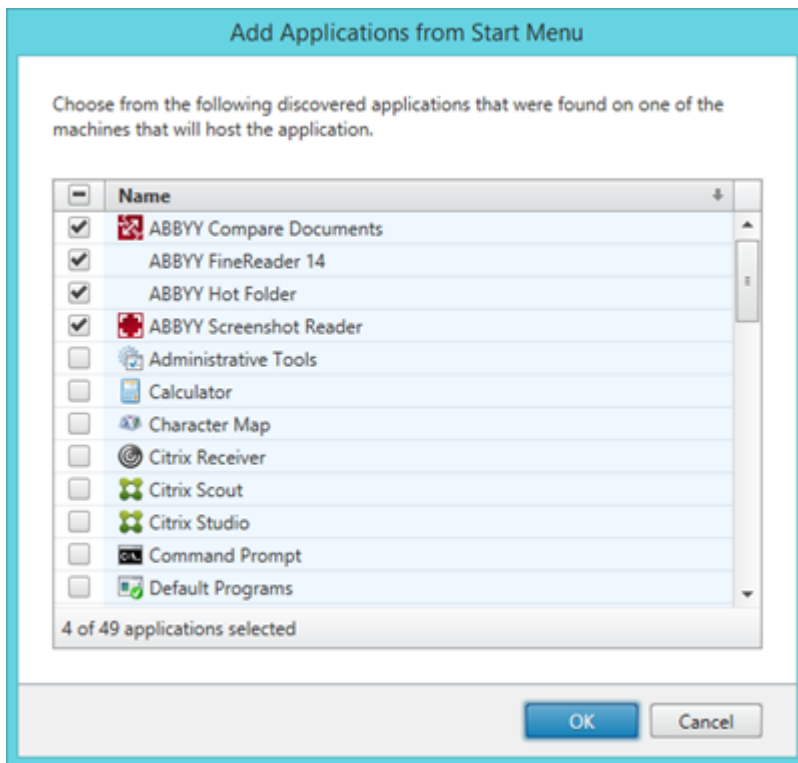 Add Applications from Start Menu
Choose from the following discovered applications that were found on one of the
machines that will host the application.
Name
ABBYY Compare Documents
ABBYY FineReader 14
ABBYY Hot Folder
ABBYY Screenshot Reader
Administrative Tools
Calculator
Character Map
Citrix Receiver
Citrix Scout
Citrix Studio
Command Prompt
Default Programs
4 of 49 applications selected
OK Cancel